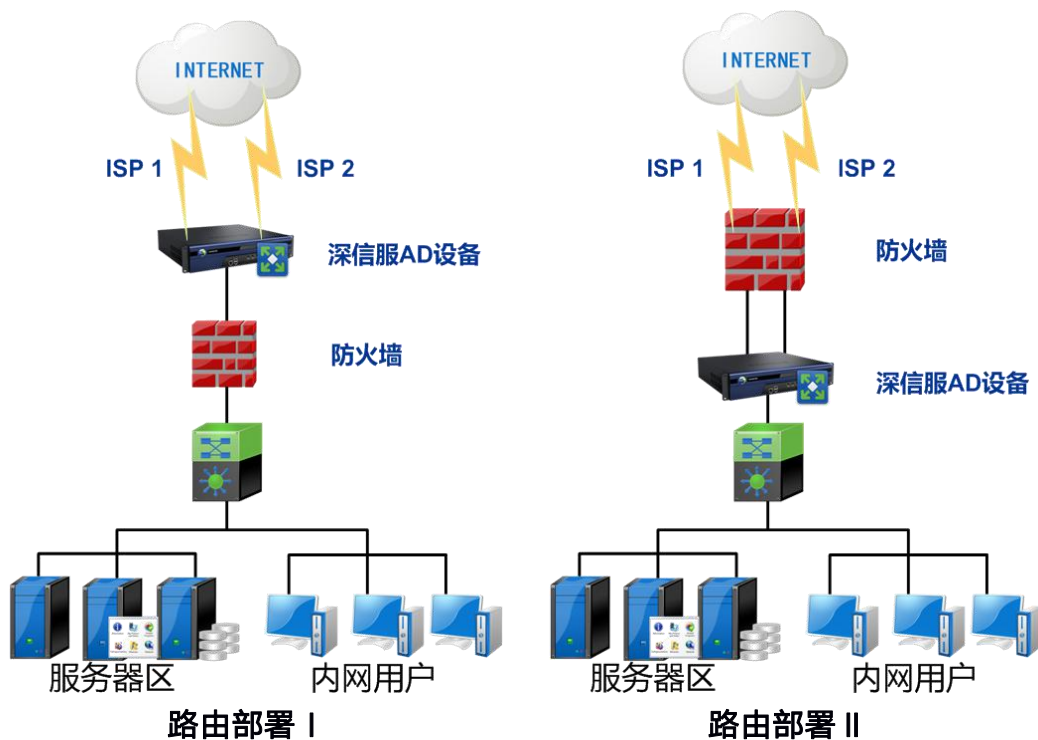 INTERNET
ISP 1
ISP 2
深信服AD设备
防火墙
服务器区
内网用户
路由部署 Ⅰ
INTERNET
ISP 1
ISP 2
防火墙
深信服AD设备
服务器区
内网用户
路由部署 Ⅱ